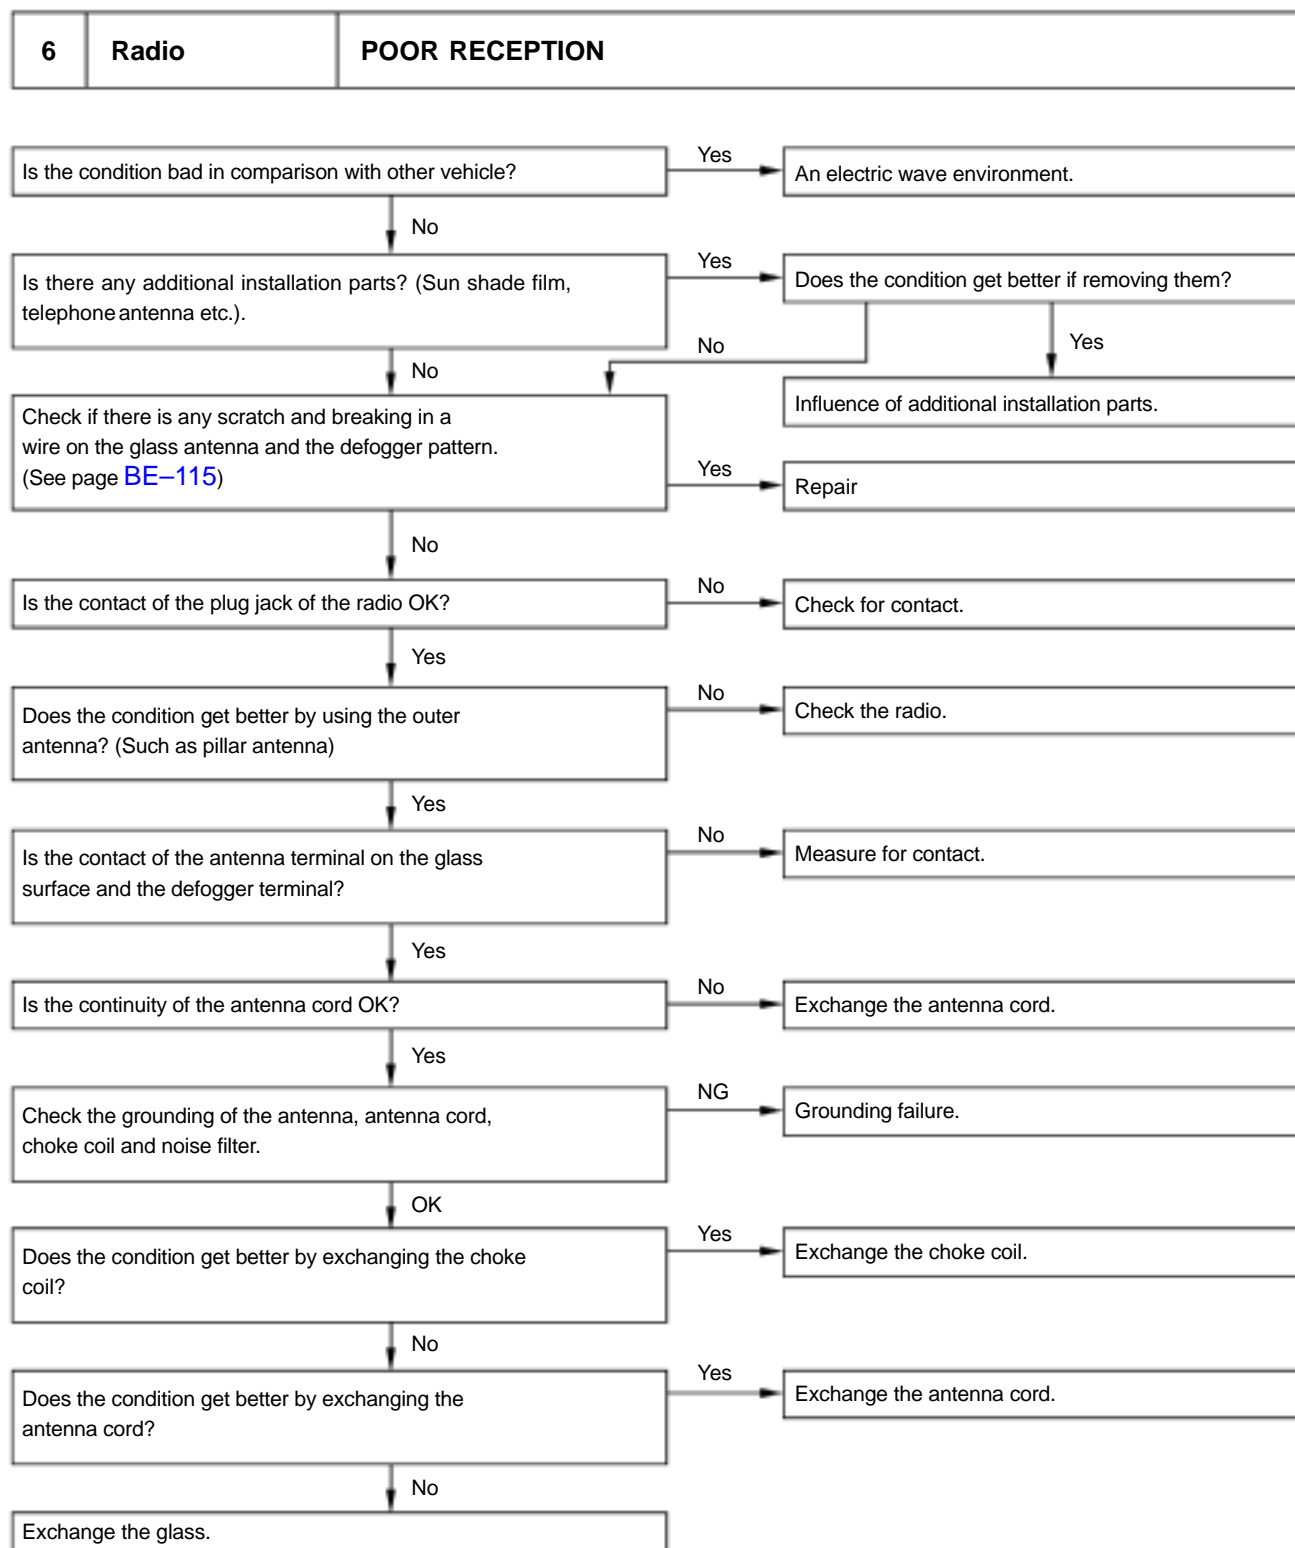 6 Radio POOR RECEPTION
Is the condition bad in comparison with other vehicle?
Yes
An electric wave environment.
No
Is there any additional installation parts? (Sun shade film,
telephone antenna etc.).
Yes
Does the condition get better if removing them?
No
Yes
Influence of additional installation parts.
No
Check if there is any scratch and breaking in a
wire on the glass antenna and the defogger pattern.
(See page BE–115)
Yes
Repair
No
Is the contact of the plug jack of the radio OK?
No
Check for contact.
Yes
Does the condition get better by using the outer
antenna? (Such as pillar antenna)
No
Check the radio.
Yes
Is the contact of the antenna terminal on the glass
surface and the defogger terminal?
No
Measure for contact.
Yes
Is the continuity of the antenna cord OK?
No
Exchange the antenna cord.
Yes
Check the grounding of the antenna, antenna cord,
choke coil and noise filter.
NG
Grounding failure.
OK
Does the condition get better by exchanging the choke
coil?
Yes
Exchange the choke coil.
No
Does the condition get better by exchanging the
antenna cord?
Yes
Exchange the antenna cord.
No
Exchange the glass.